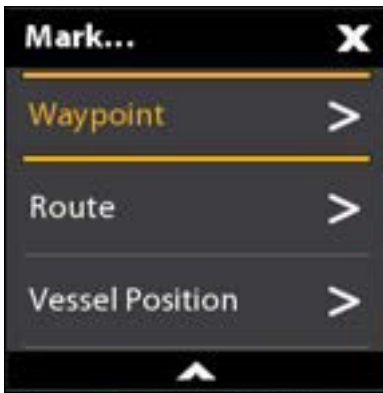 Mark... X
Waypoint >
Route >
Vessel Position >